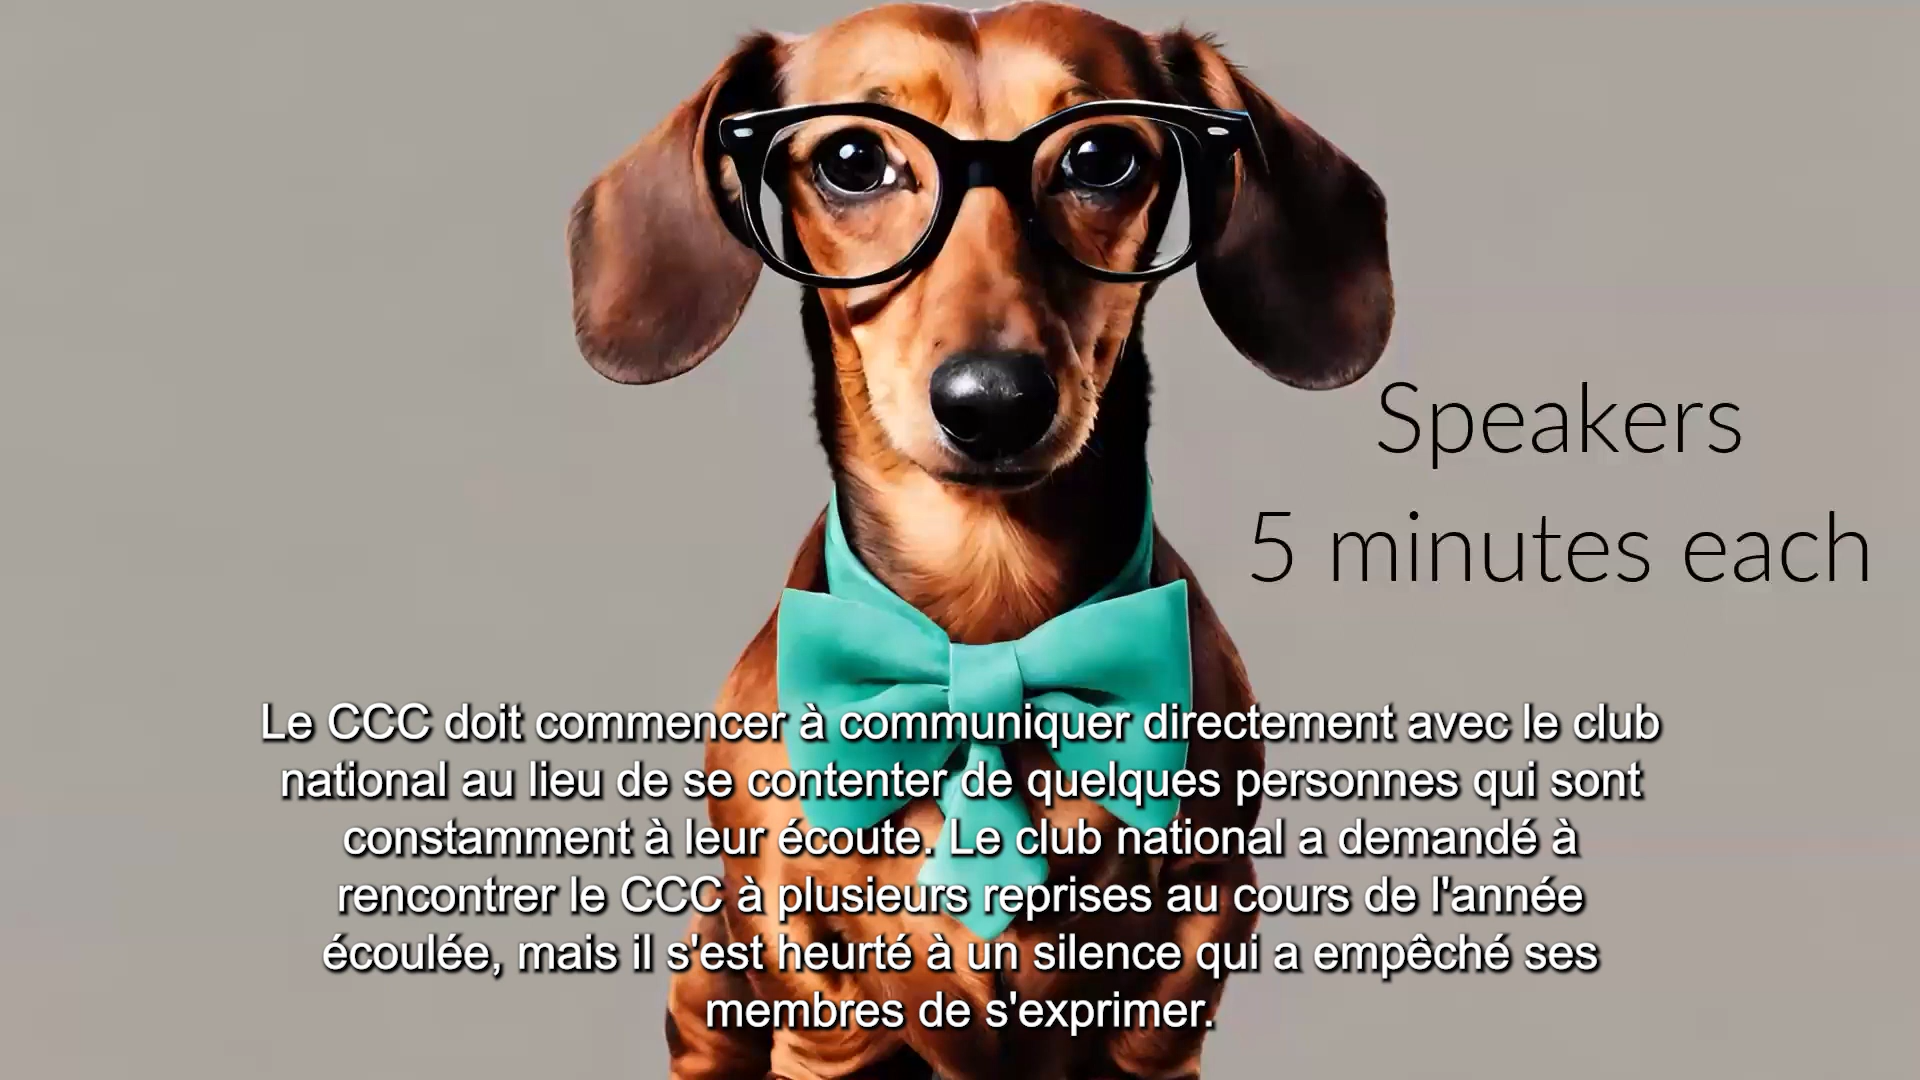 Speakers
5 minutes each
Le CCC doit commencer à communiquer directement avec le club
national au lieu de se contenter de quelques personnes qui sont
constamment à leur écoute. Le club national a demandé à
rencontrer le CCC à plusieurs reprises au cours de l'année
écoulée, mais il s'est heurté à un silence qui a empêché ses
membres de s'exprimer.